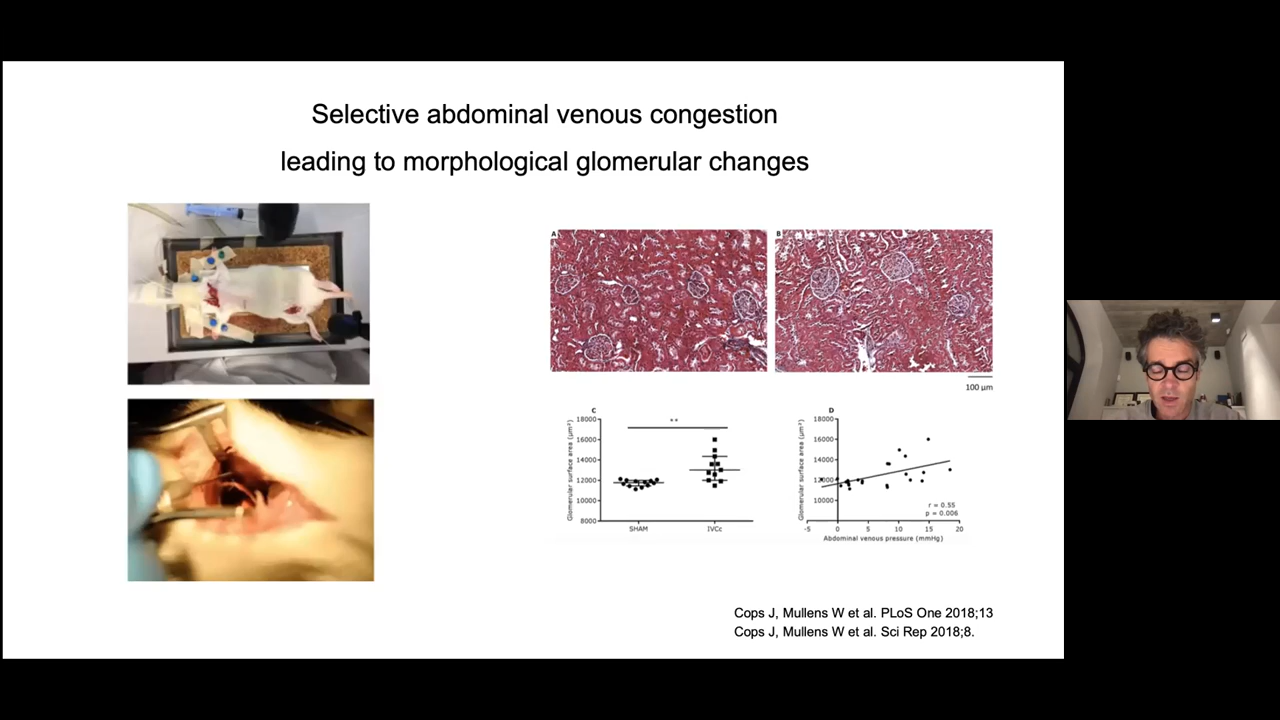 Selective abdominal venous congestion
leading to morphological glomerular changes
A
B
100 µm
C
Glomerular surface area (µm²)
18000
16000
14000
12000
10000
8000
**
SHAM
IVCc
D
Glomerular surface area (µm²)
18000
16000
14000
12000
10000
r = 0.55
p = 0.006
-5
0
5
10
15
20
Abdominal venous pressure (mmHg)
Cops J, Mullens W et al. PLoS One 2018;13
Cops J, Mullens W et al. Sci Rep 2018;8.